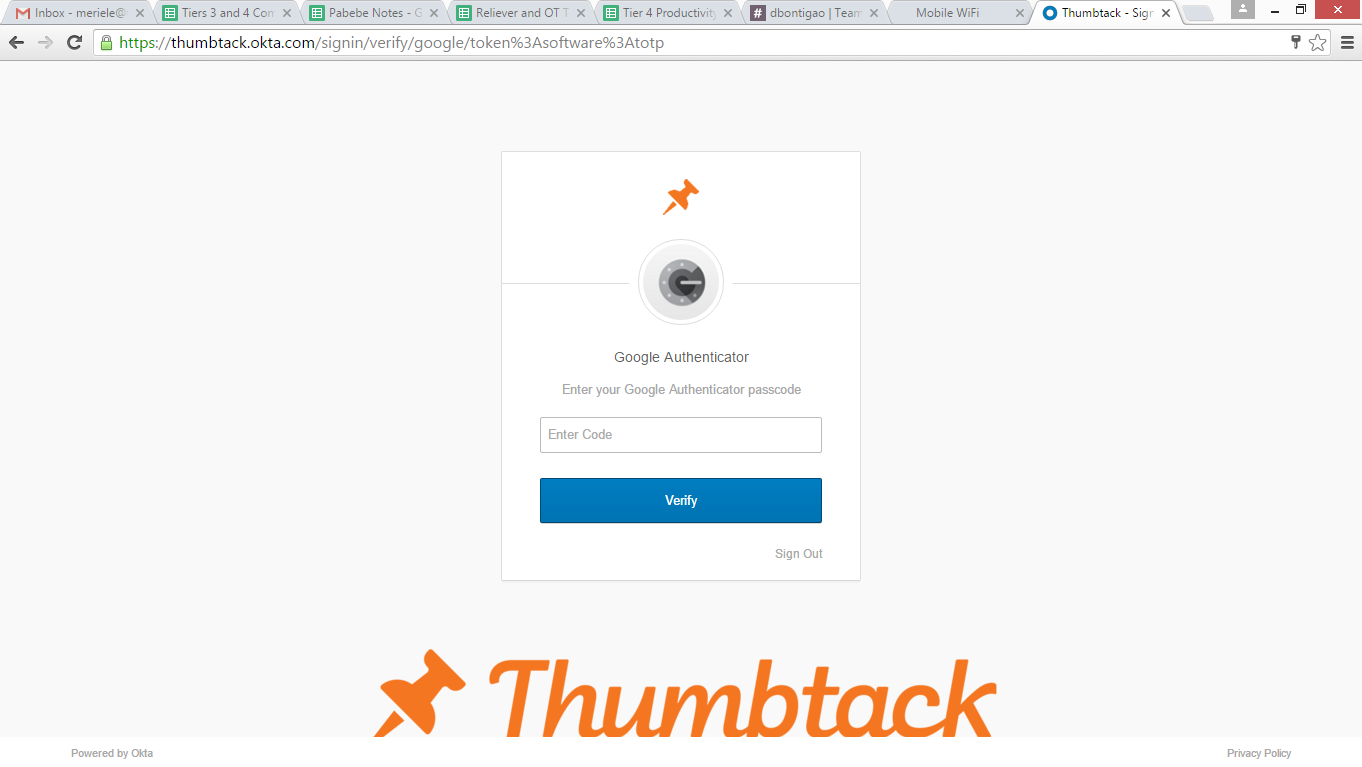 Inbox - meriele@
Tiers 3 and 4 Com
Pabebe Notes - G
Reliever and OT T
Tier 4 Productivity
dbontigao | Team
Mobile WiFi
Thumbtack - Sign
https://thumbtack.okta.com/signin/verify/google/token%3Asoftware%3Atotp
Google Authenticator
Enter your Google Authenticator passcode
Enter Code
Verify
Sign Out
Thumbtack
Powered by Okta
Privacy Policy